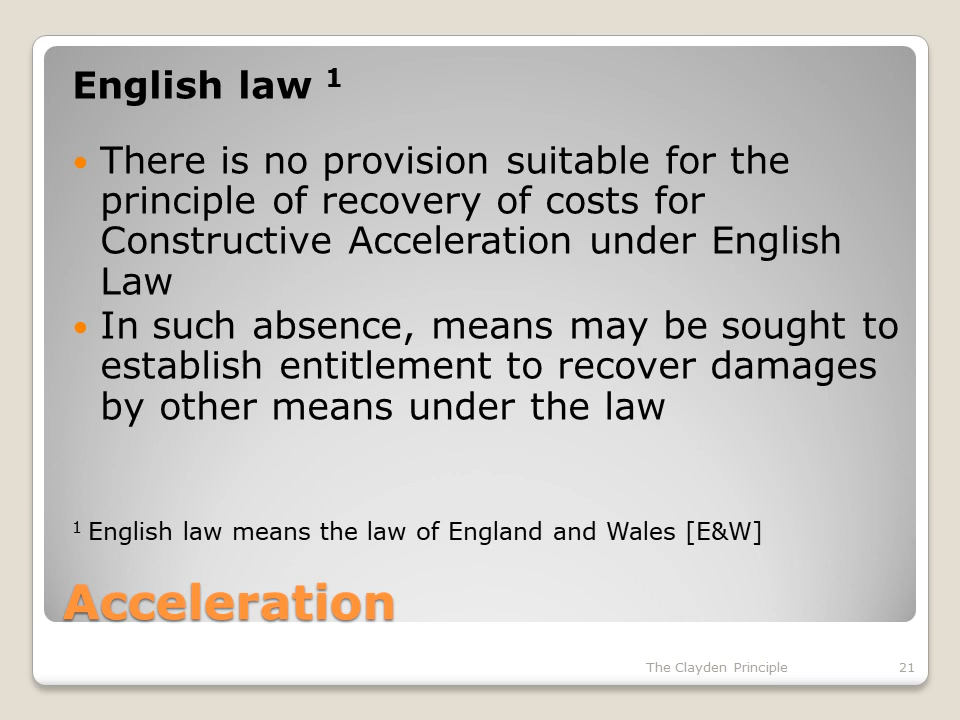 English law 1
There is no provision suitable for the
principle of recovery of costs for
Constructive Acceleration under English
Law
In such absence, means may be sought to
establish entitlement to recover damages
by other means under the law
1 English law means the law of England and Wales [E&W]
Acceleration
The Clayden Principle 21